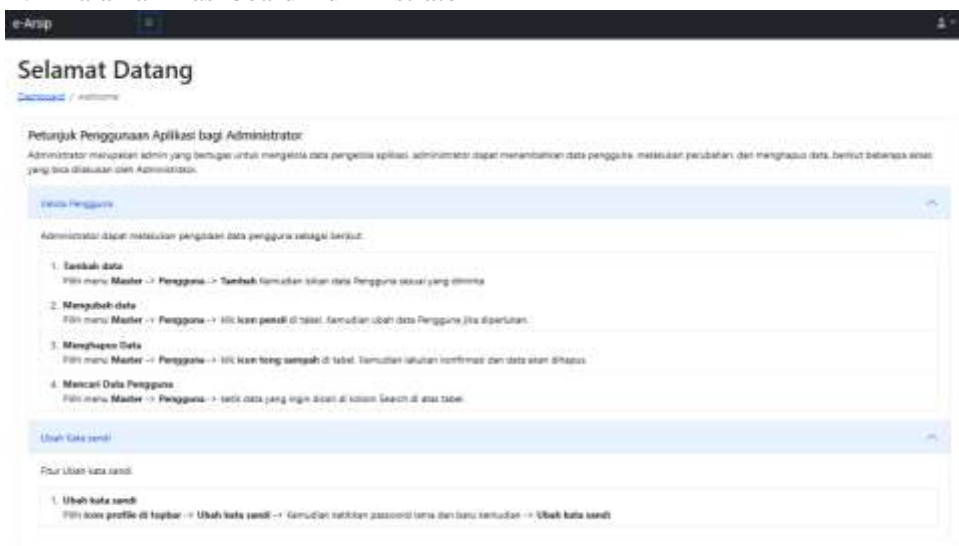 e-Arsip
Selamat Datang
Dashboard / welcome
Petunjuk Penggunaan Aplikasi bagi Administrator
Administrator merupakan admin yang bertugas untuk mengelola data pengelola aplikasi. administrator dapat menambahkan data pengguna, melakukan perubahan, dan menghapus data, berikut beberapa
yang bisa dilakukan oleh Administrator.
Pengguna
Administrator dapat melakukan data pengguna sebagai berikut:
1. Tambah data
Pilih menu Master -> Pengguna -> Tambah Kemudian isikan data Pengguna sesuai yang diminta
2. Mengubah data
Pilih menu Master -> Pengguna -> klik icon pensil di tabel. Kemudian ubah data Pengguna jika diperlukan.
3. Menghapus Data
Pilih menu Master -> Pengguna -> klik icon tong sampah di tabel. Kemudian lakukan konfirmasi dan data akan dihapus
4. Mencari Data Pengguna
Pilih menu Master -> Pengguna -> ketik data yang ingin dicari di kolom Search di atas tabel.
Ubah Kata sendi
Fitur Ubah kata sandi
1. Ubah kata sandi
Pilih icon profile di topbar -> Ubah kata sandi -> Kemudian password lama dan baru kemudian -> Ubah kata sandi